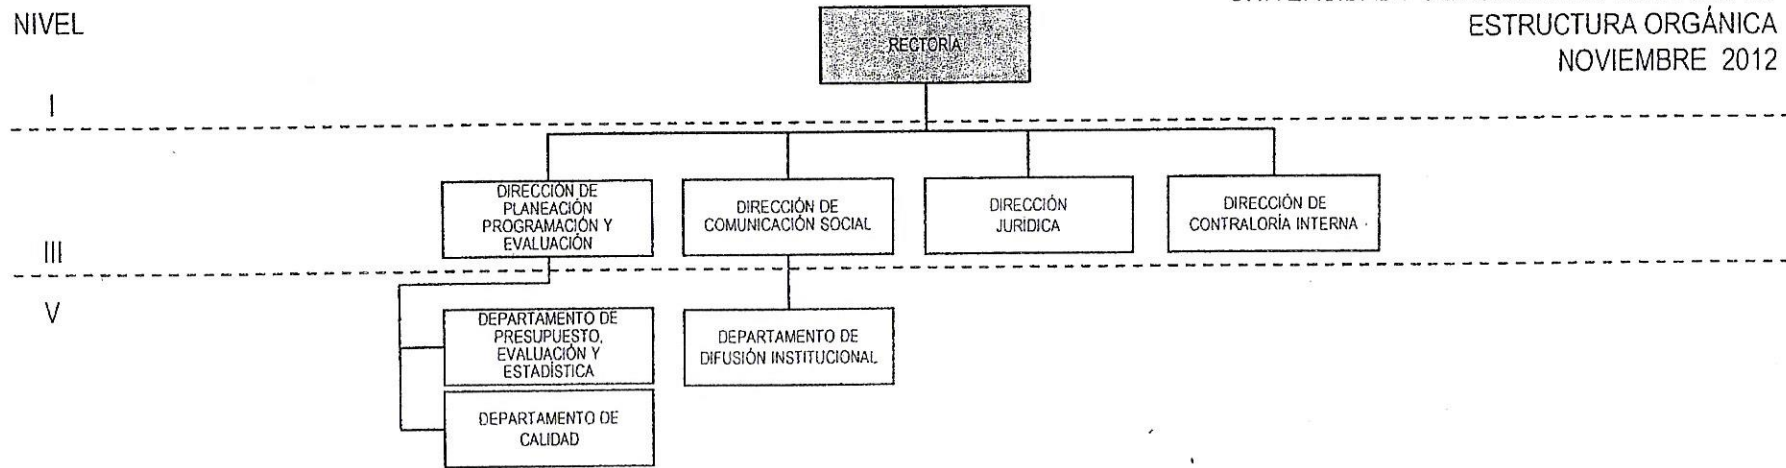 NIVEL
ESTRUCTURA ORGÁNICA
NOVIEMBRE 2012
RECTORÍA
I
DIRECCIÓN DE
PLANEACIÓN
PROGRAMACIÓN Y
EVALUACIÓN
DIRECCIÓN DE
COMUNICACIÓN SOCIAL
DIRECCIÓN
JURÍDICA
DIRECCIÓN DE
CONTRALORÍA INTERNA
III
V
DEPARTAMENTO DE
PRESUPUESTO,
EVALUACIÓN Y
ESTADÍSTICA
DEPARTAMENTO DE
DIFUSIÓN INSTITUCIONAL
DEPARTAMENTO DE
CALIDAD